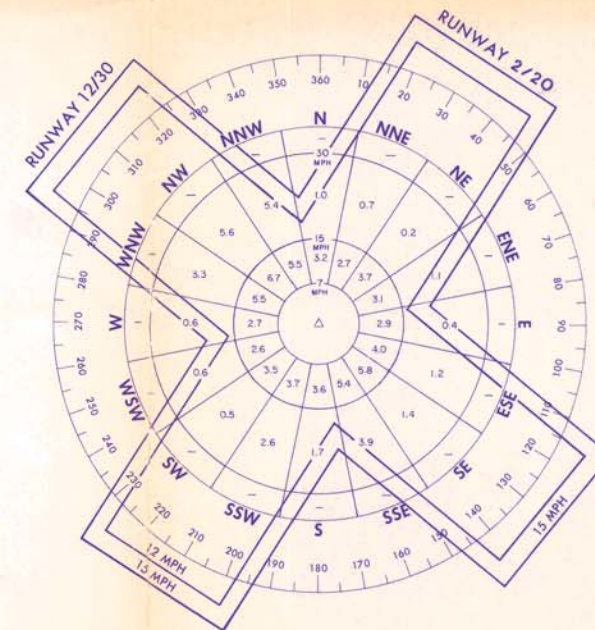 RUNWAY 12/30
RUNWAY 2/20
360
10
20
30
40
50
60
70
80
90
100
110
120
130
140
150
160
170
180
190
200
210
220
230
240
250
260
270
280
290
300
310
320
330
340
350
N
NNE
NE
ENE
E
ESE
SE
SSE
S
SSW
SW
WSW
W
WNW
NW
NNW
30
MPH
1.0
0.7
0.2
1.1
0.4
1.2
1.4
3.9
1.7
2.6
0.5
0.6
0.6
3.3
5.6
5.4
15
MPH
3.2
2.7
3.7
3.1
2.9
4.0
5.8
5.4
3.6
3.7
3.5
2.6
2.7
5.5
6.7
5.5
7
MPH
12 MPH
15 MPH
15 MPH